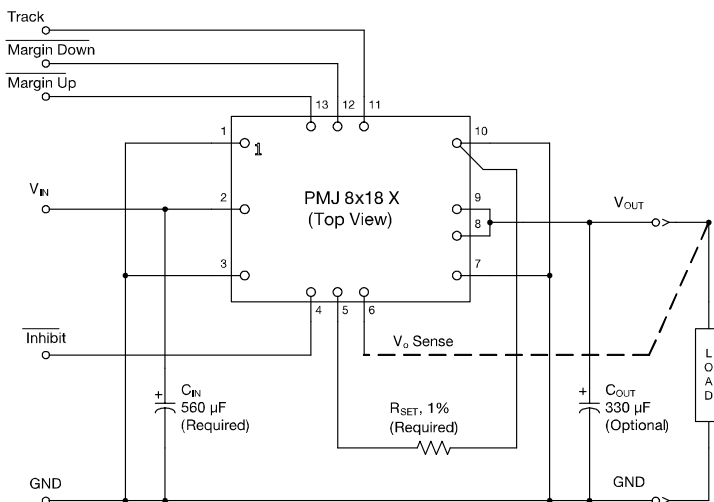 Track
Margin Down
Margin Up
13 12 11
1
1
10
V_IN
2
PMJ 8x18 X
(Top View)
9
8
V_OUT
3
7
4 5 6
Inhibit
V_o Sense
LOAD
+
C_IN
560 µF
(Required)
R_SET, 1%
(Required)
+
C_OUT
330 µF
(Optional)
GND
GND